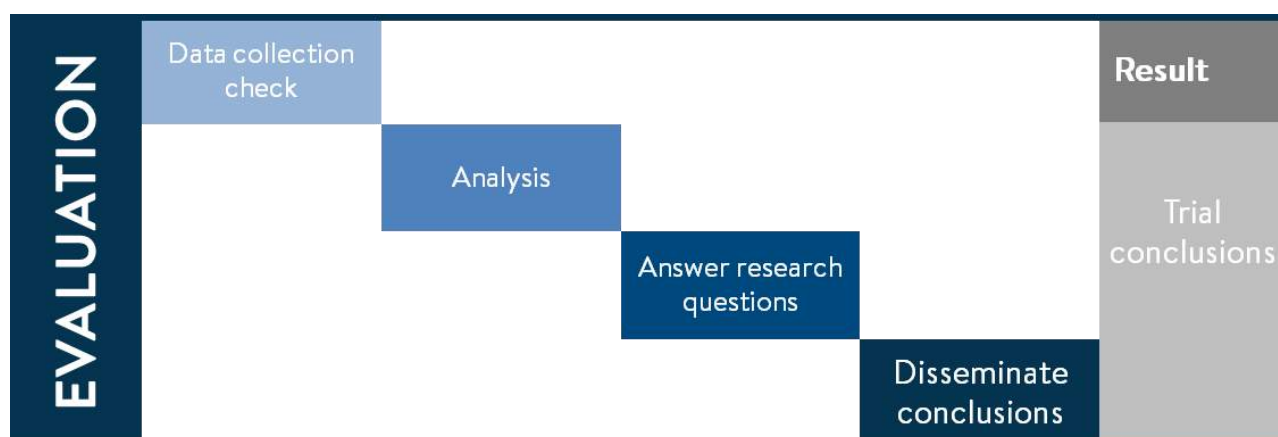 EVALUATION
Data collection
check
Analysis
Answer research
questions
Disseminate
conclusions
Result
Trial
conclusions